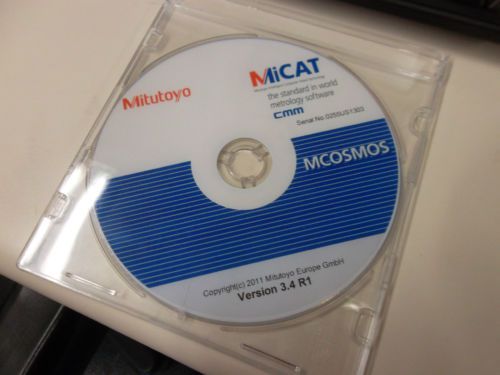 Mitutoyo
MiCAT
the standard in world
metrology software
cmm
Serial No.025SUS1303
MCOSMOS
Copyright(c) 2011 Mitutoyo Europe GmbH
Version 3.4 R1